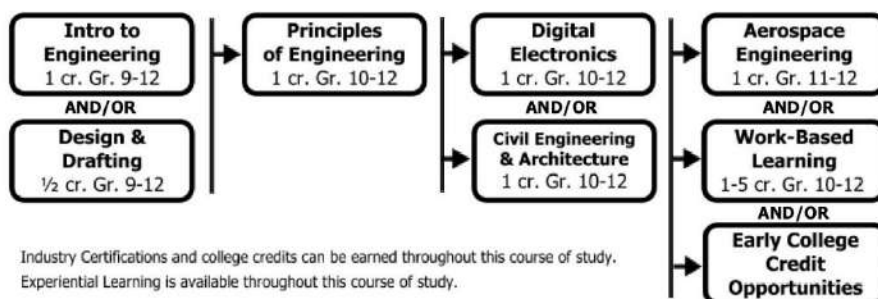 Intro to
Engineering
1 cr. Gr. 9-12
AND/OR
Design &
Drafting
½ cr. Gr. 9-12
Principles
of Engineering
1 cr. Gr. 10-12
Digital
Electronics
1 cr. Gr. 10-12
AND/OR
Civil Engineering
& Architecture
1 cr. Gr. 10-12
Aerospace
Engineering
1 cr. Gr. 11-12
AND/OR
Work-Based
Learning
1-5 cr. Gr. 10-12
AND/OR
Early College
Credit
Opportunities
Industry Certifications and college credits can be earned throughout this course of study.
Experiential Learning is available throughout this course of study.